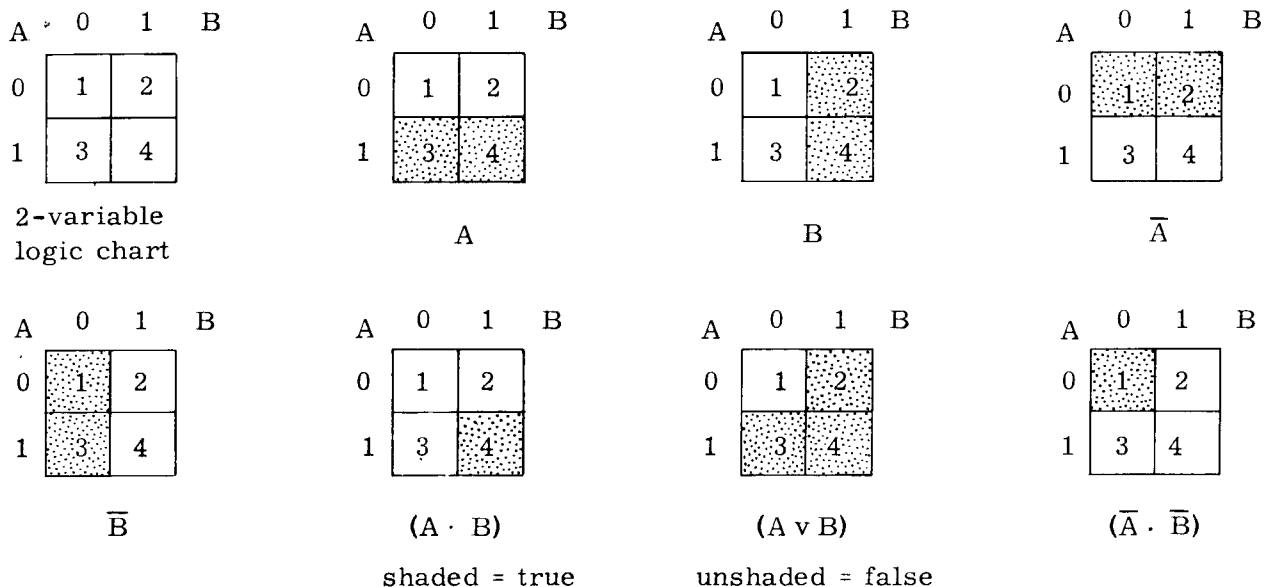 A 0 1 B
0 1 2
1 3 4
2-variable
logic chart
A 0 1 B
0 1 2
1 3 4
A
A 0 1 B
0 1 2
1 3 4
B
A 0 1 B
0 1 2
1 3 4
A̅
A 0 1 B
0 1 2
1 3 4
B̅
A 0 1 B
0 1 2
1 3 4
(A · B)
shaded = true
A 0 1 B
0 1 2
1 3 4
(A v B)
unshaded = false
A 0 1 B
0 1 2
1 3 4
(A̅ · B̅)